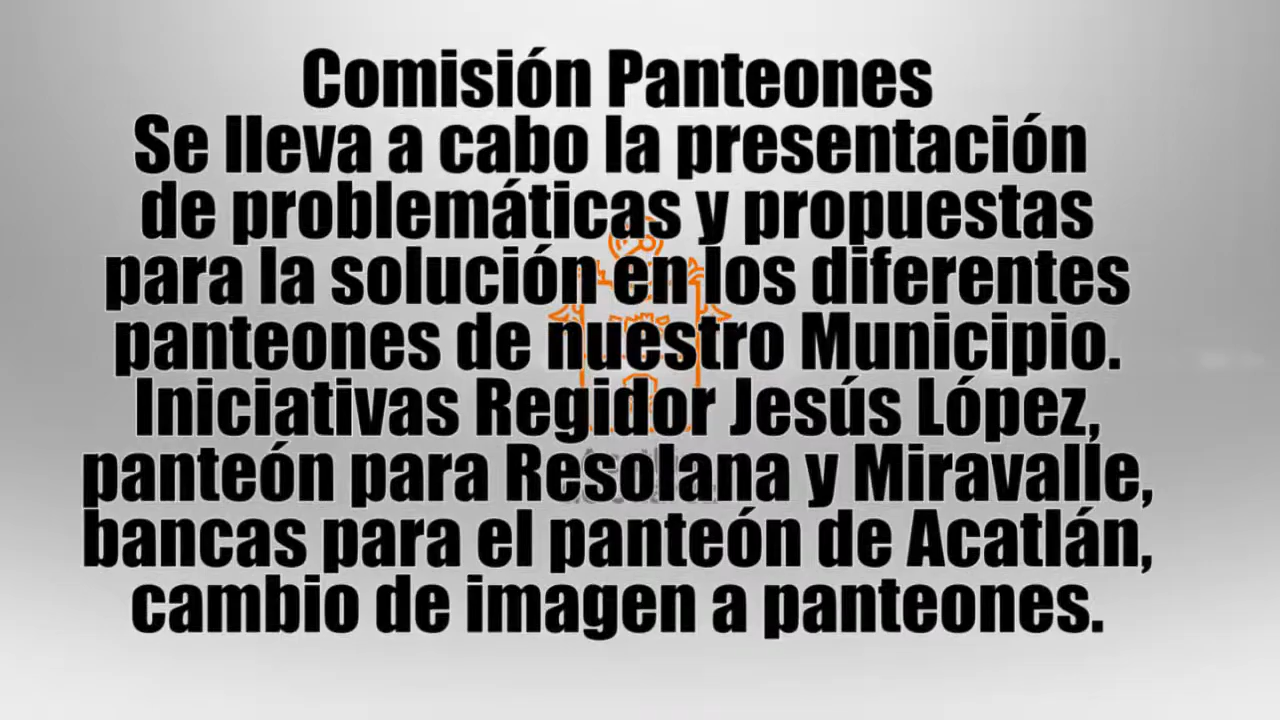 Comisión Panteones
Se lleva a cabo la presentación
de problemáticas y propuestas
para la solución en los diferentes
panteones de nuestro Municipio.
Iniciativas Regidor Jesús López,
panteón para Resolana y Miravalle,
bancas para el panteón de Acatlán,
cambio de imagen a panteones.